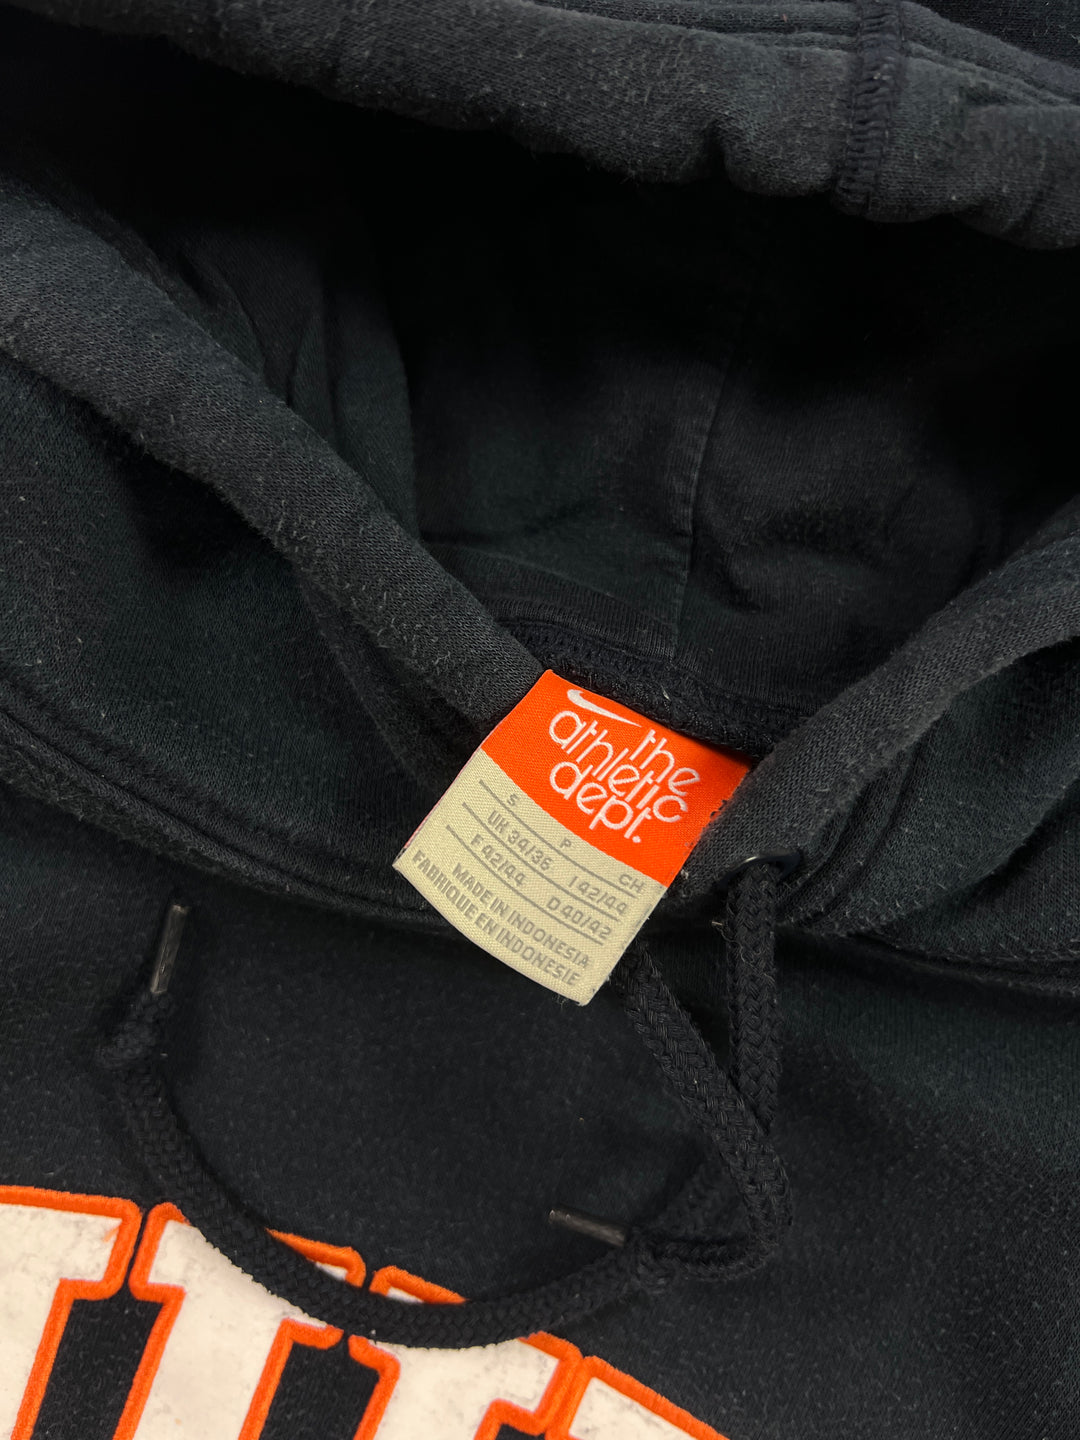 the
athletic
dept.
S P CH
UK 34/36 I 42/44
F 42/44 D 40/42
MADE IN INDONESIA
FABRIQUE EN INDONESIE